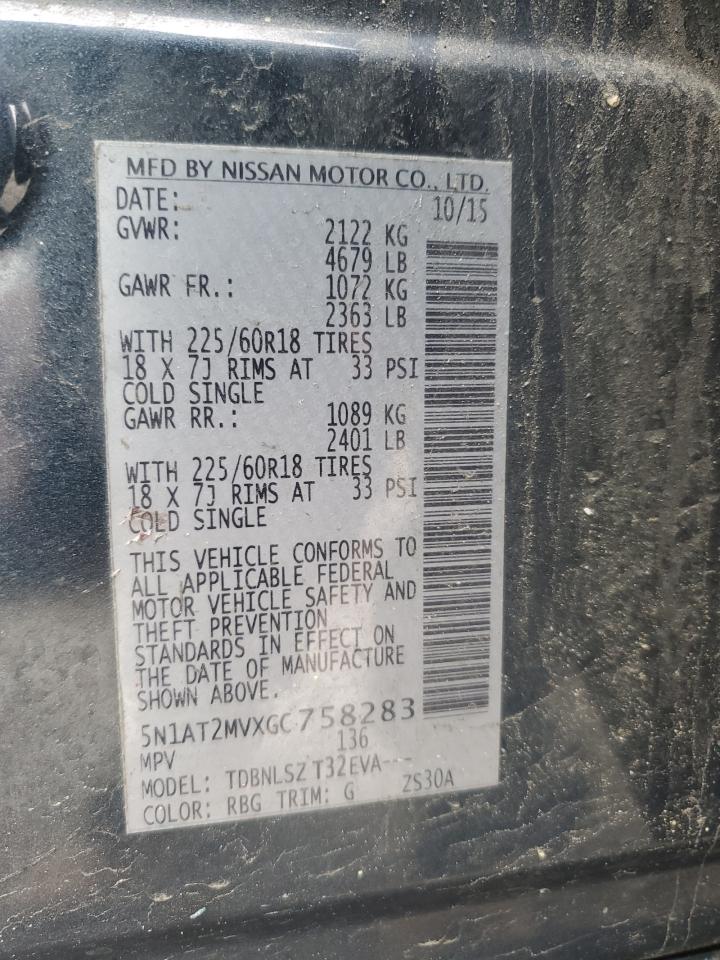 MFD BY NISSAN MOTOR CO., LTD.
DATE: 10/15
GVWR: 2122 KG
4679 LB
GAWR FR.: 1072 KG
2363 LB
WITH 225/60R18 TIRES
18 X 7J RIMS AT 33 PSI
COLD SINGLE
GAWR RR.: 1089 KG
2401 LB
WITH 225/60R18 TIRES
18 X 7J RIMS AT 33 PSI
COLD SINGLE
THIS VEHICLE CONFORMS TO
ALL APPLICABLE FEDERAL
MOTOR VEHICLE SAFETY AND
THEFT PREVENTION
STANDARDS IN EFFECT ON
THE DATE OF MANUFACTURE
SHOWN ABOVE.
5N1AT2MVXGC758283
MPV 136
MODEL: TDBNLSZ T32EVA---
COLOR: RBG TRIM: G ZS30A